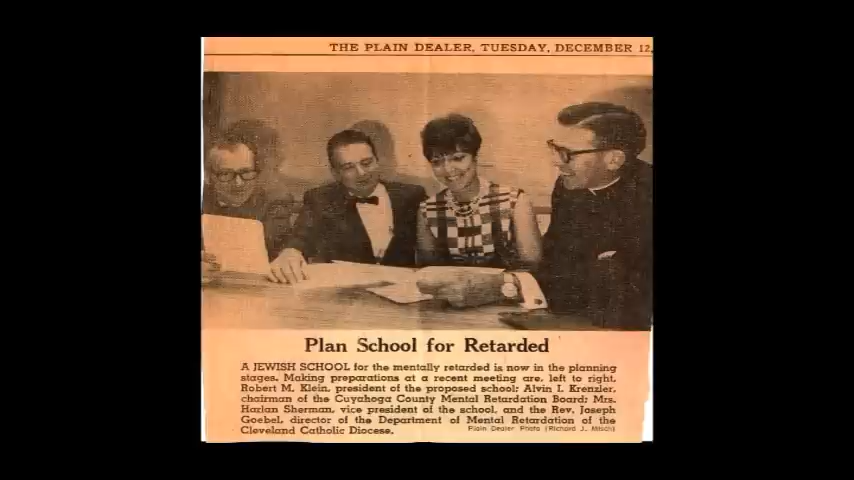 THE PLAIN DEALER, TUESDAY, DECEMBER 12,
Plan School for Retarded
A JEWISH SCHOOL for the mentally retarded is now in the planning
stages. Making preparations at a recent meeting are, left to right,
Robert M. Klein, president of the proposed school; Alvin I. Krenzler,
chairman of the Cuyahoga County Mental Retardation Board; Mrs.
Harlan Sherman, vice president of the school, and the Rev. Joseph
Goebel, director of the Department of Mental Retardation of the
Cleveland Catholic Diocese.
Plain Dealer Photo (Richard J. Misch)